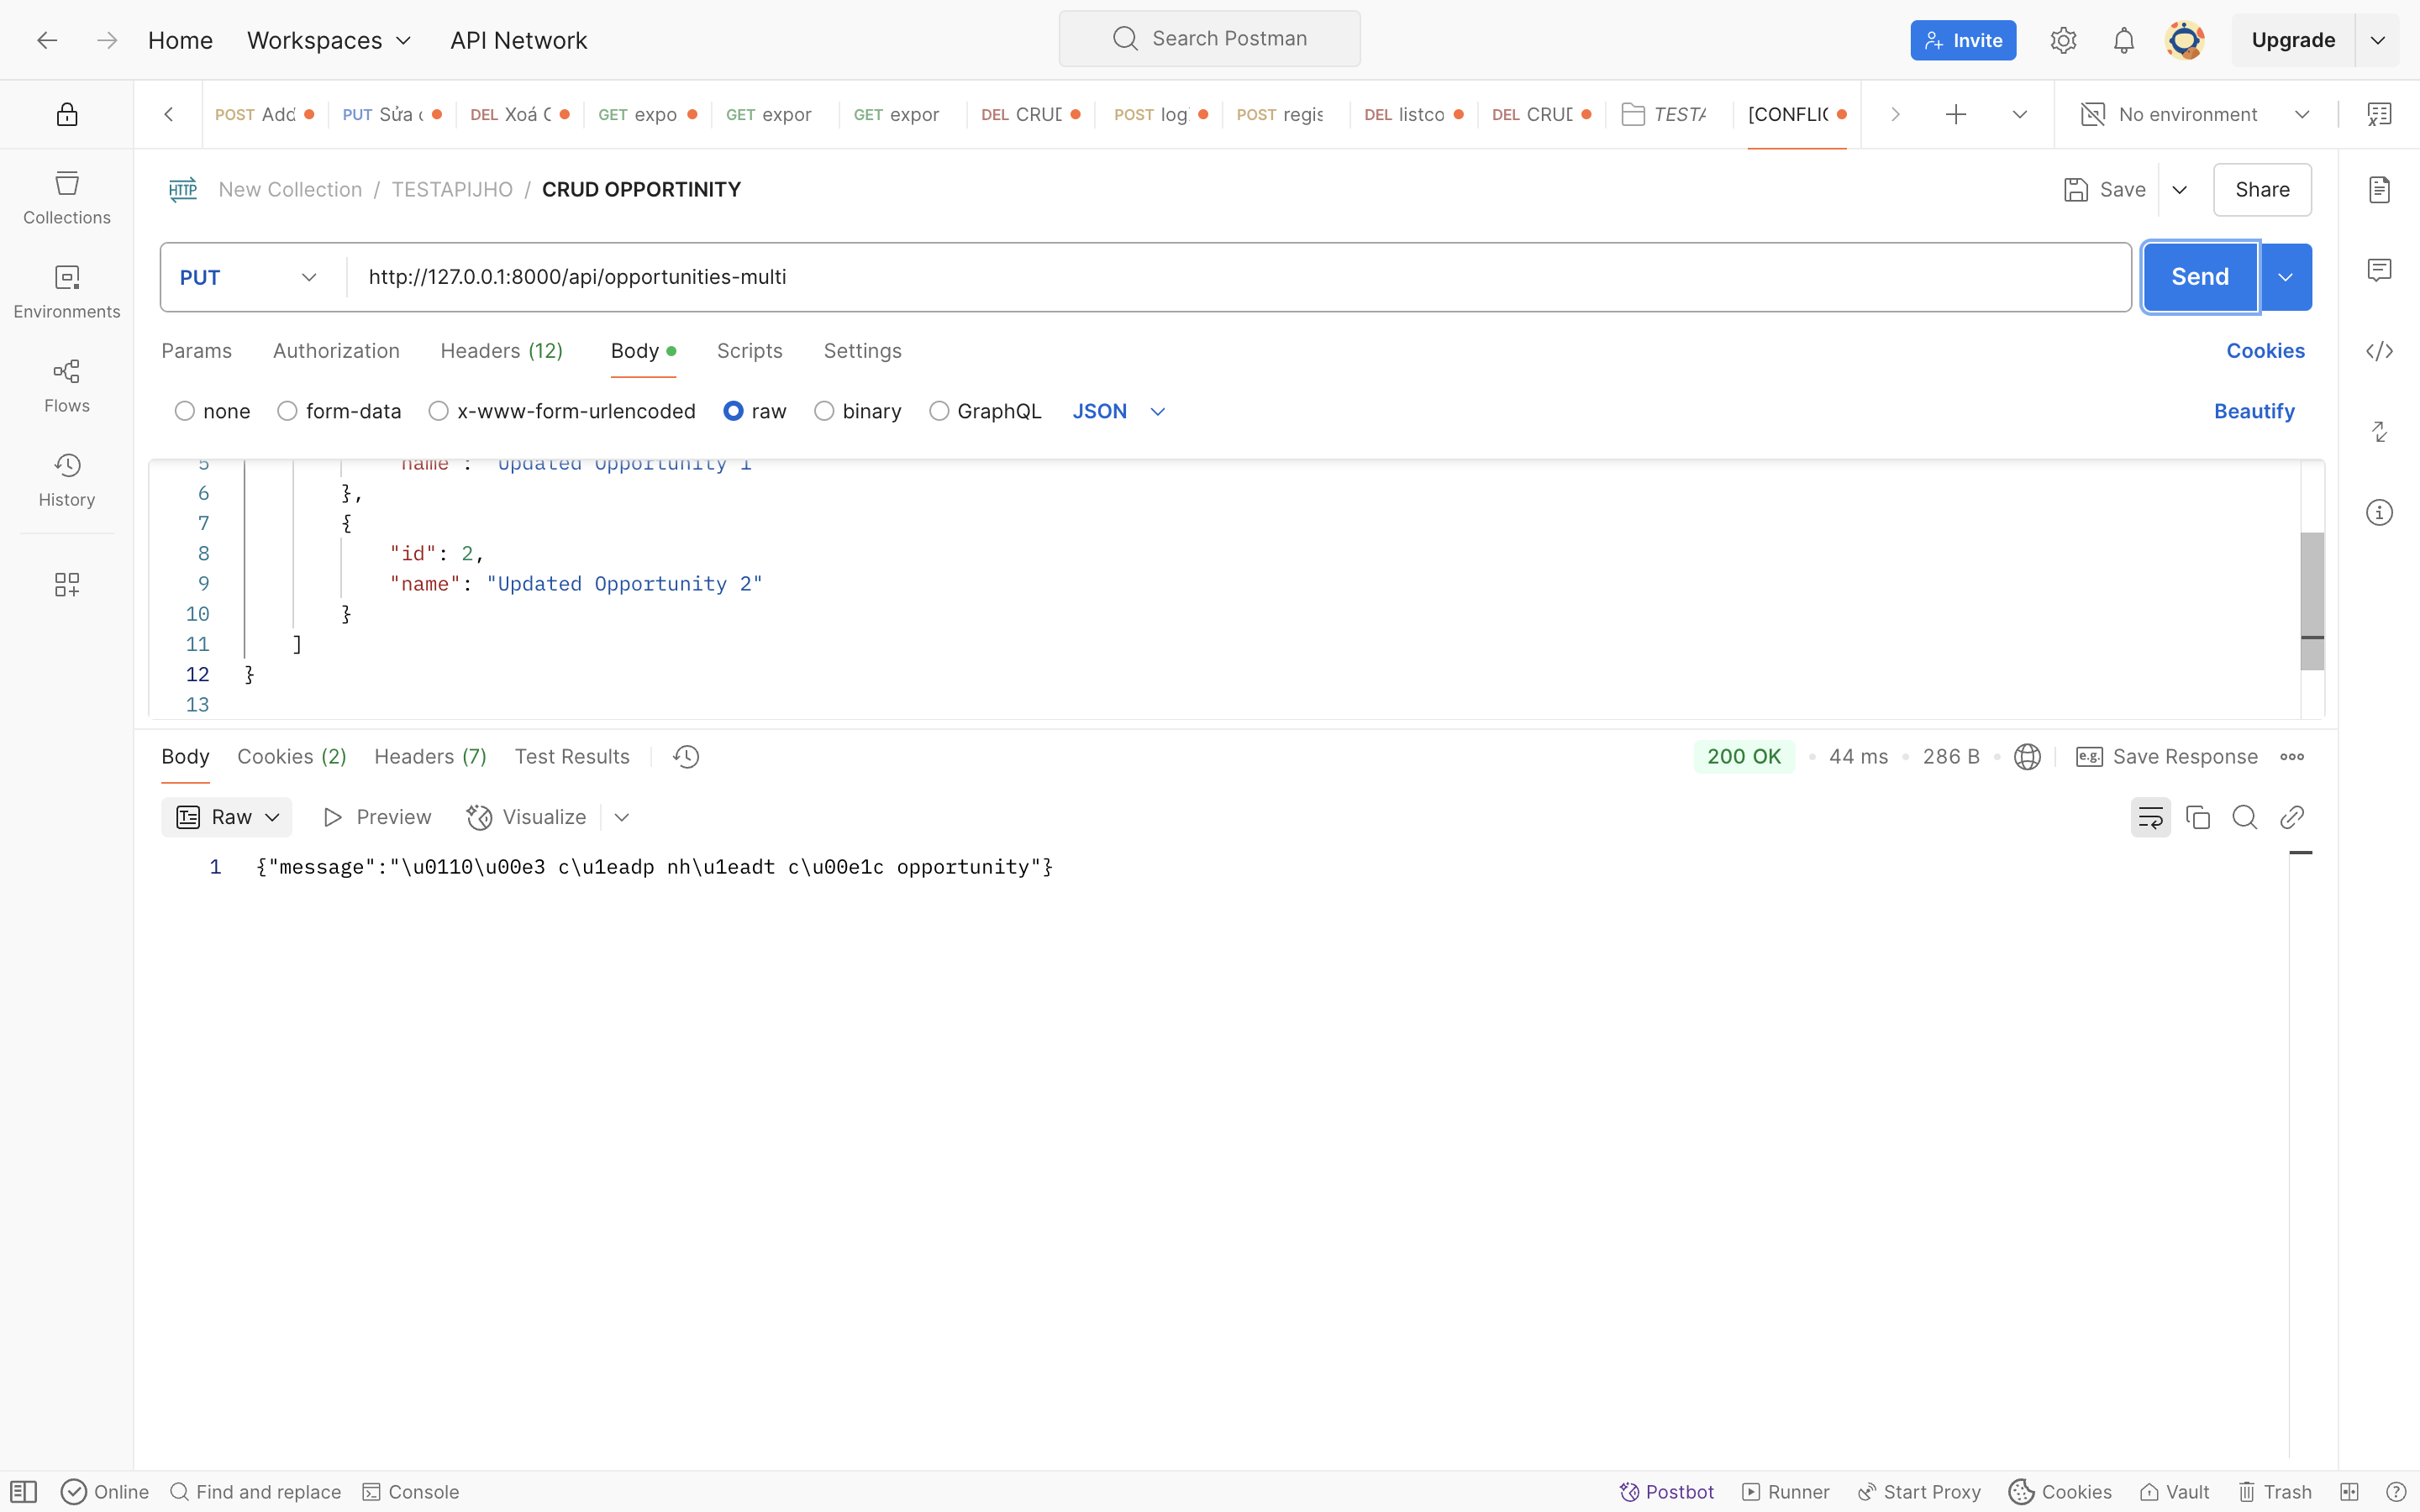 Home Workspaces API Network Search Postman Invite Upgrade
POST Add PUT Sửa DEL Xoá GET expo GET expor GET expor DEL CRUD POST log POST regis DEL listco DEL CRUD TESTA [CONFLIC No environment
New Collection / TESTAPIJHO / CRUD OPPORTINITY Save Share
HTTP
Collections
PUT http://127.0.0.1:8000/api/opportunities-multi Send
Environments
Params Authorization Headers (12) Body Scripts Settings Cookies
Flows
none form-data x-www-form-urlencoded raw binary GraphQL JSON Beautify
History
5 "name": "Updated Opportunity 1"
6 },
7 {
8 "id": 2,
9 "name": "Updated Opportunity 2"
10 }
11 ]
12 }
13
Body Cookies (2) Headers (7) Test Results 200 OK • 44 ms • 286 B • e.g. Save Response
Raw Preview Visualize
1 {"message":"\u0110\u00e3 c\u1eadp nh\u1eadt c\u00e1c opportunity"}
Online Find and replace Console Postbot Runner Start Proxy Cookies Vault Trash